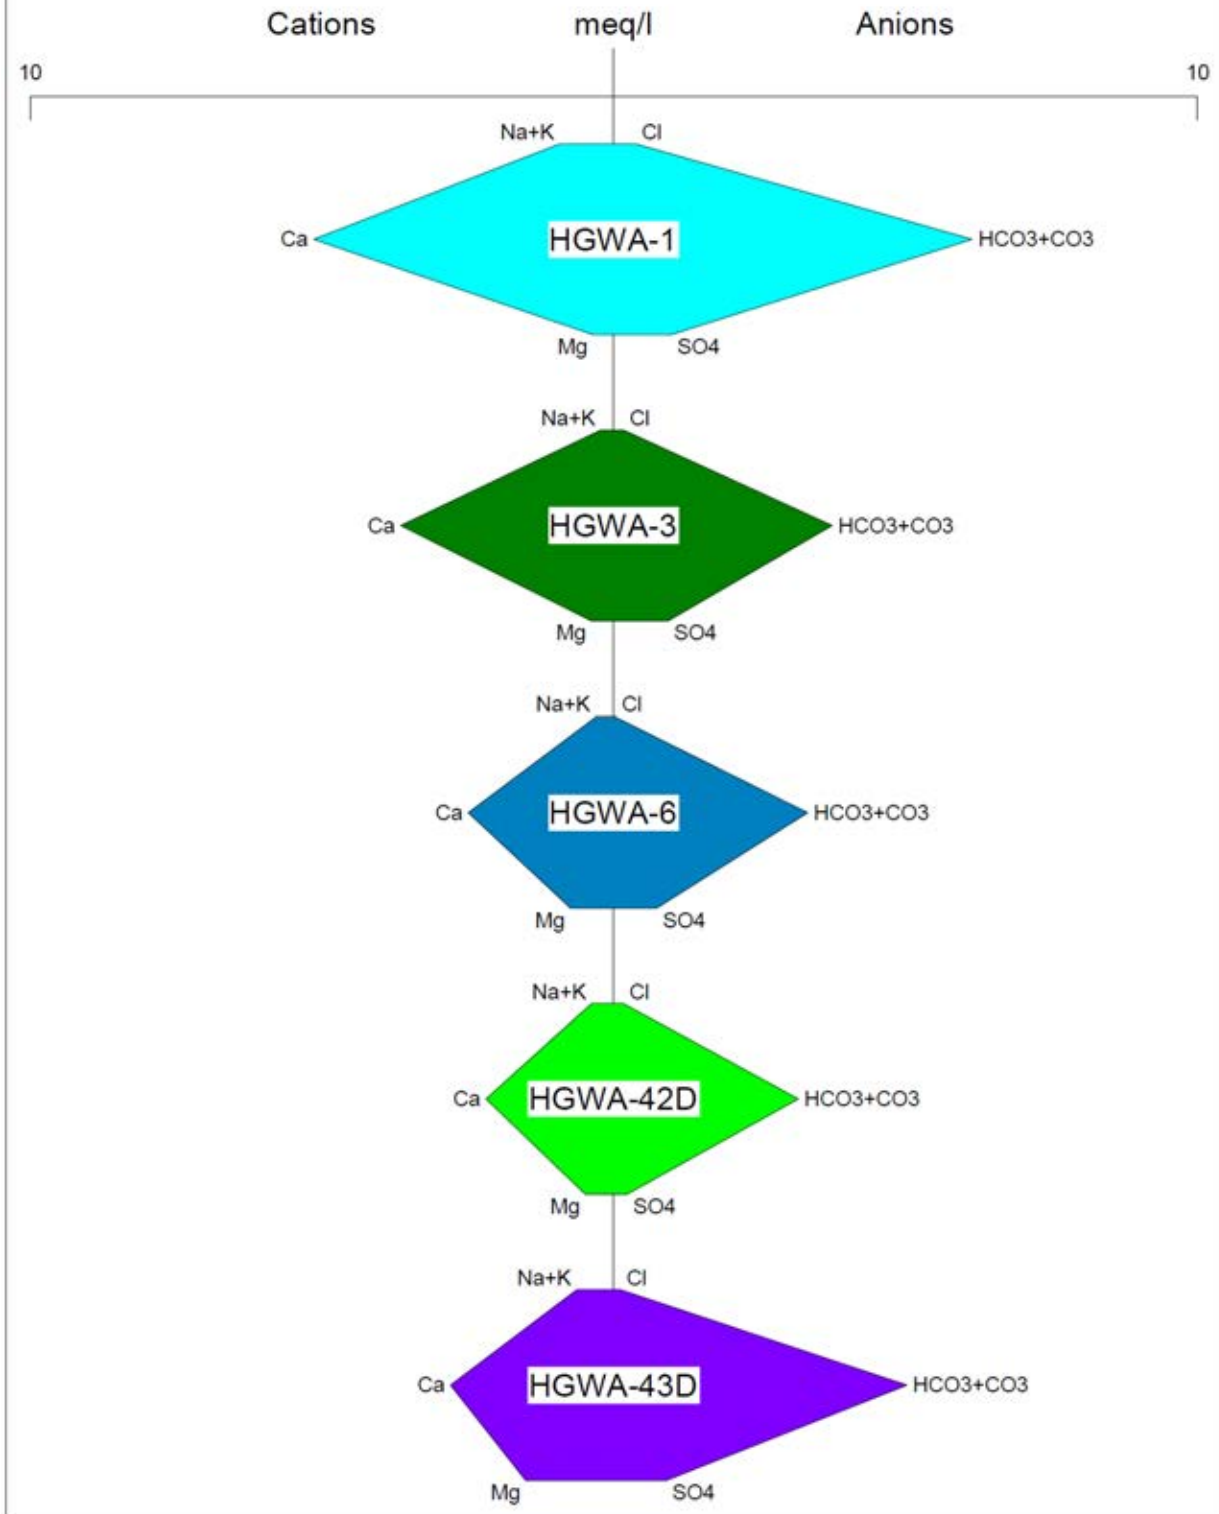 Cations meq/l Anions
10 10
Na+K Cl
Ca HGWA-1 HCO3+CO3
Mg SO4
Na+K Cl
Ca HGWA-3 HCO3+CO3
Mg SO4
Na+K Cl
Ca HGWA-6 HCO3+CO3
Mg SO4
Na+K Cl
Ca HGWA-42D HCO3+CO3
Mg SO4
Na+K Cl
Ca HGWA-43D HCO3+CO3
Mg SO4